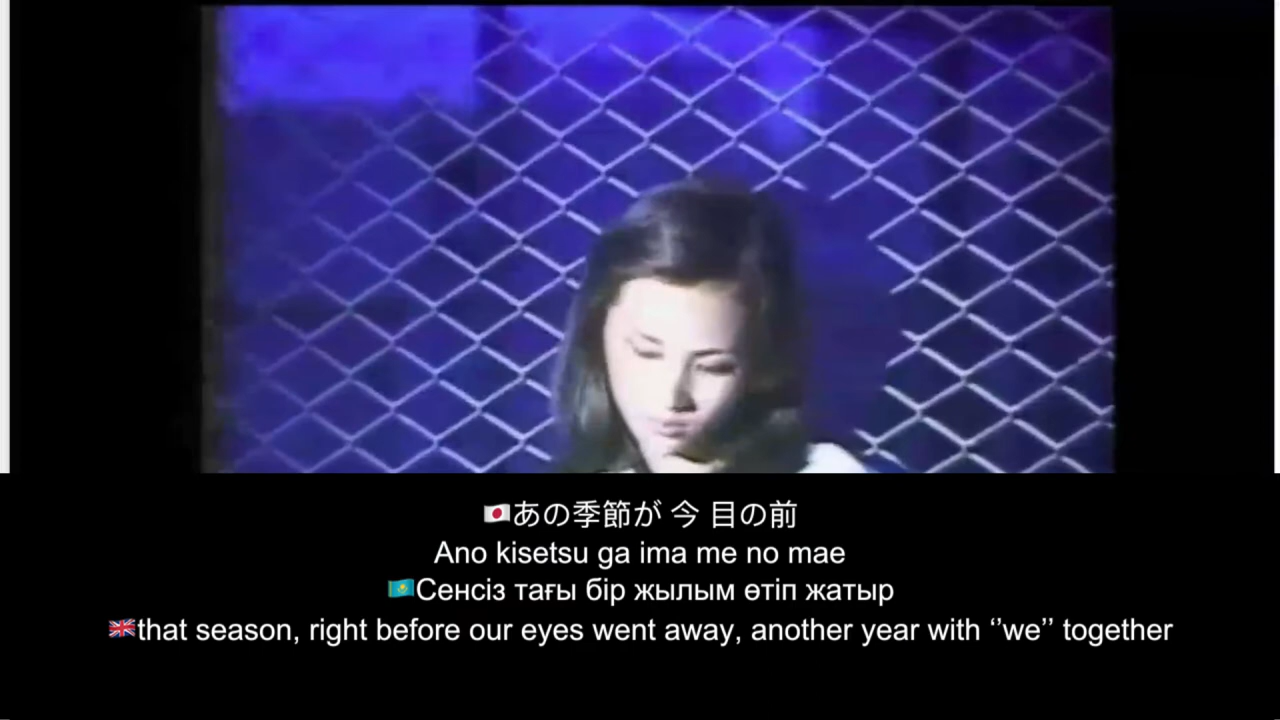 🇯🇵あの季節が 今 目の前
Ano kisetsu ga ima me no mae
🇰🇿Сенсіз тағы бір жылым өтіп жатыр
🇬🇧that season, right before our eyes went away, another year with ‘’we’’ together